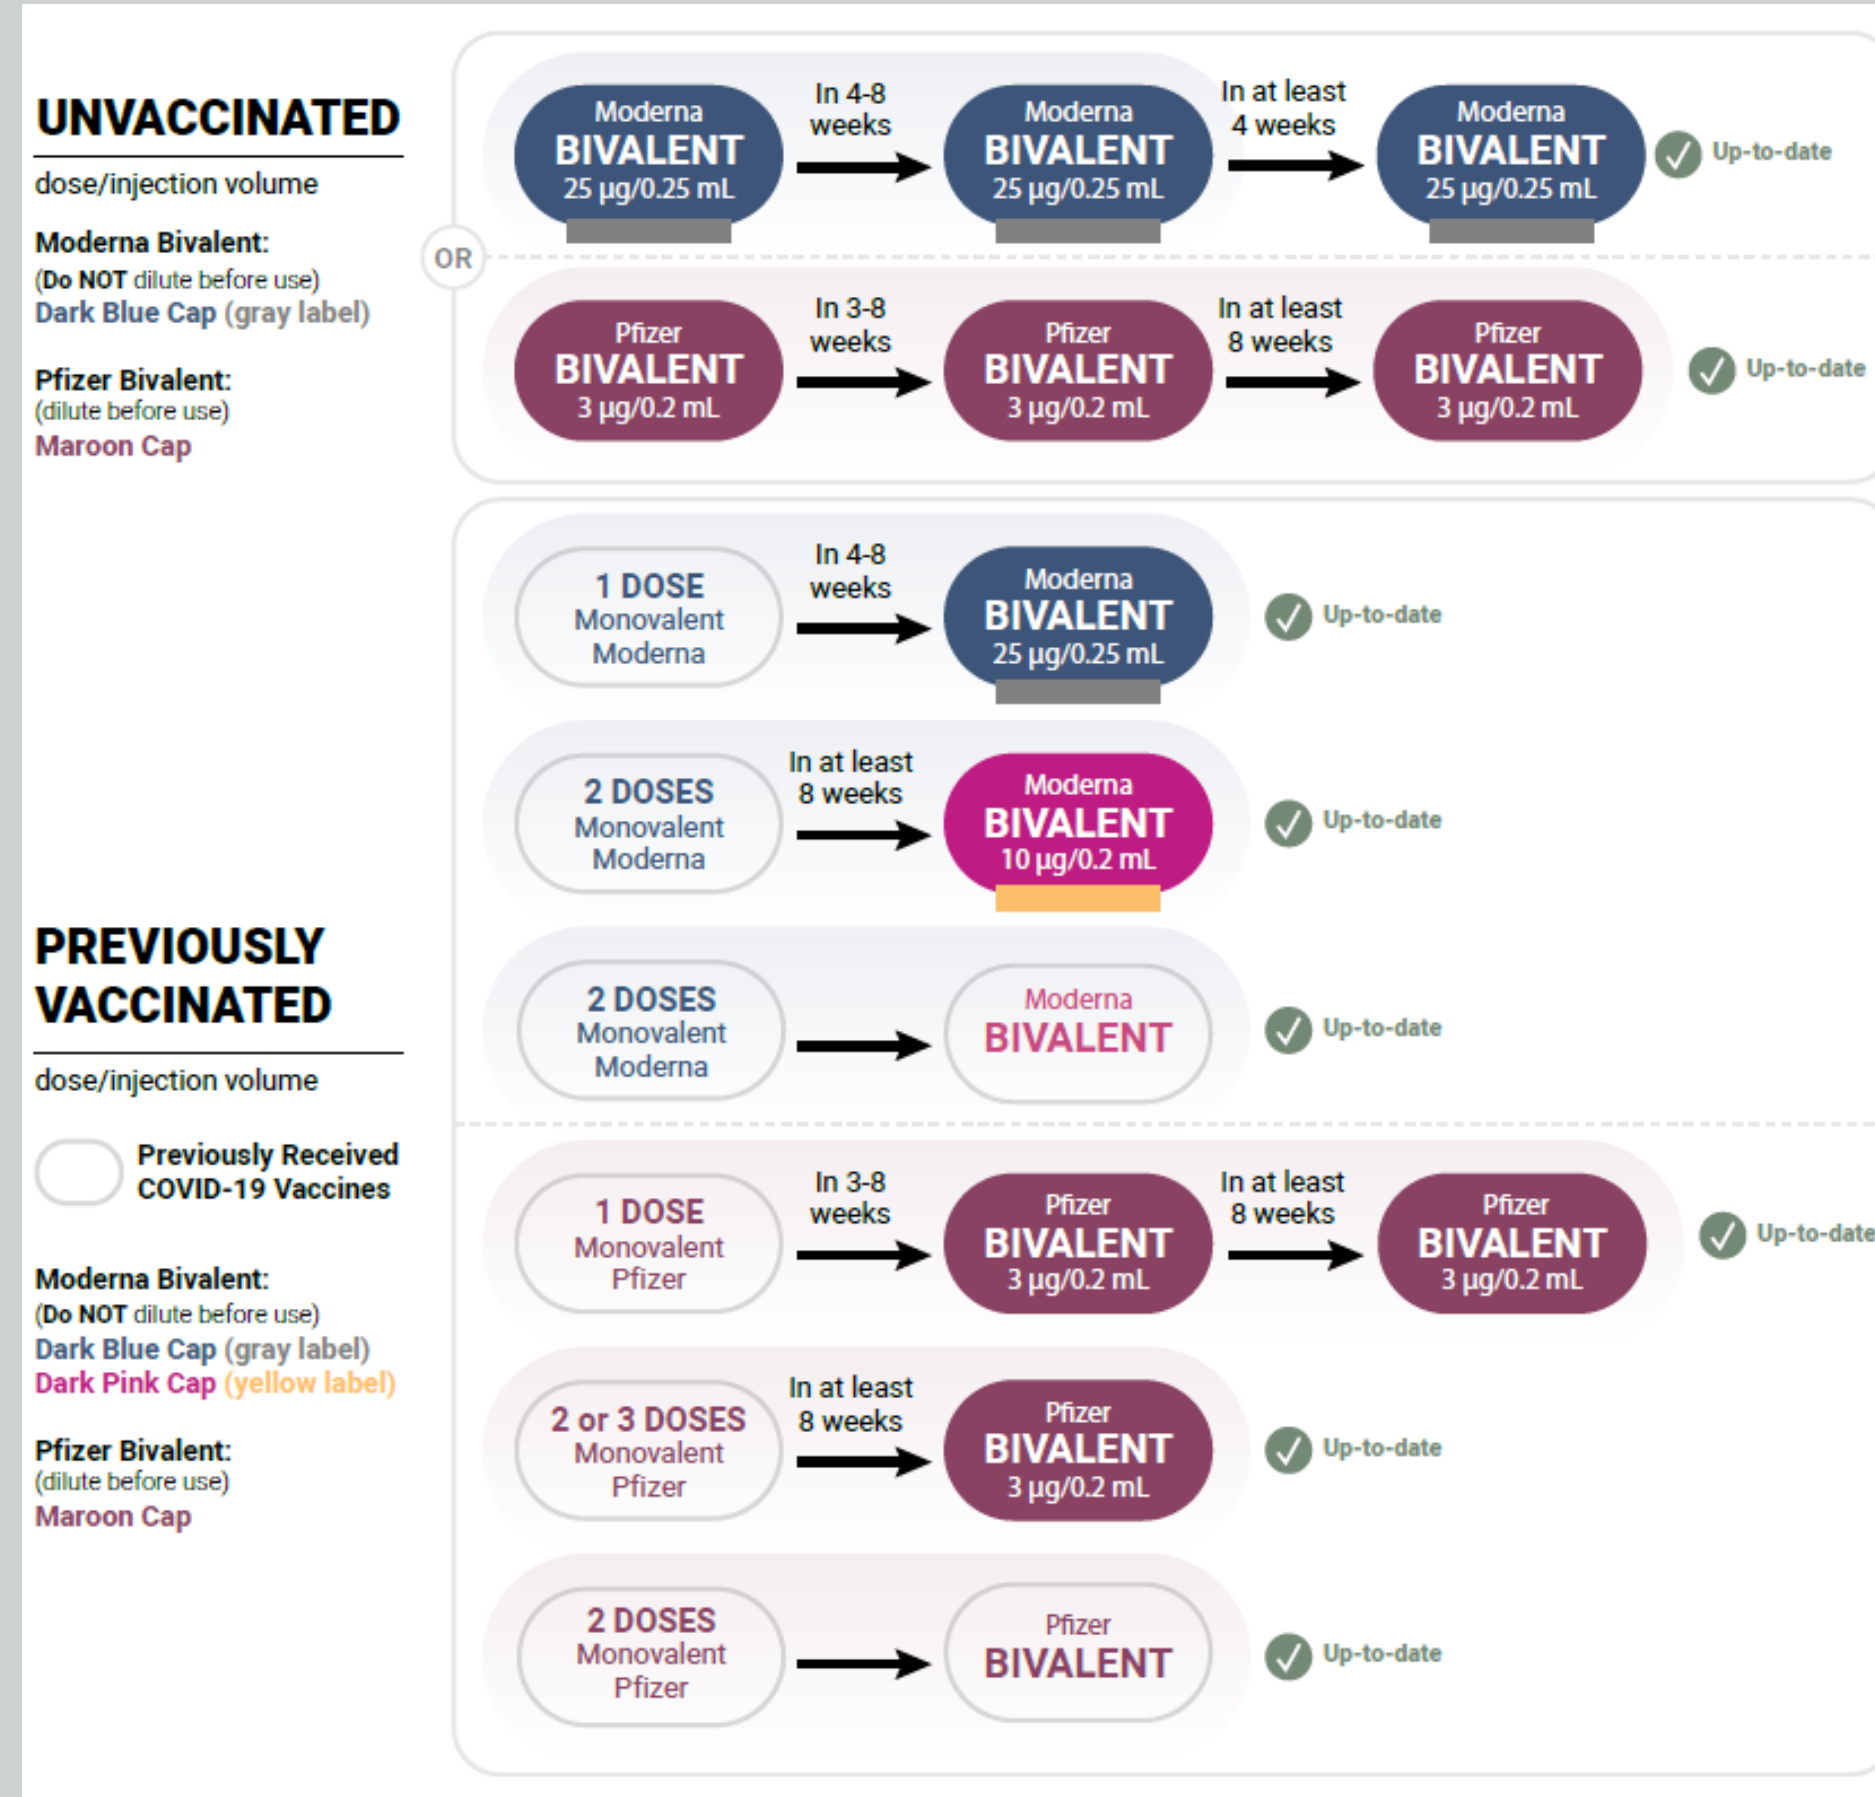 UNVACCINATED
dose/injection volume
Moderna Bivalent:
(Do NOT dilute before use)
Dark Blue Cap (gray label)
Pfizer Bivalent:
(dilute before use)
Maroon Cap
OR
Moderna
BIVALENT
25 µg/0.25 mL
In 4-8
weeks
Moderna
BIVALENT
25 µg/0.25 mL
In at least
4 weeks
Moderna
BIVALENT
25 µg/0.25 mL
Up-to-date
Pfizer
BIVALENT
3 µg/0.2 mL
In 3-8
weeks
Pfizer
BIVALENT
3 µg/0.2 mL
In at least
8 weeks
Pfizer
BIVALENT
3 µg/0.2 mL
Up-to-date
PREVIOUSLY
VACCINATED
dose/injection volume
Previously Received
COVID-19 Vaccines
Moderna Bivalent:
(Do NOT dilute before use)
Dark Blue Cap (gray label)
Dark Pink Cap (yellow label)
Pfizer Bivalent:
(dilute before use)
Maroon Cap
1 DOSE
Monovalent
Moderna
In 4-8
weeks
Moderna
BIVALENT
25 µg/0.25 mL
Up-to-date
2 DOSES
Monovalent
Moderna
In at least
8 weeks
Moderna
BIVALENT
10 µg/0.2 mL
Up-to-date
2 DOSES
Monovalent
Moderna
Moderna
BIVALENT
Up-to-date
1 DOSE
Monovalent
Pfizer
In 3-8
weeks
Pfizer
BIVALENT
3 µg/0.2 mL
In at least
8 weeks
Pfizer
BIVALENT
3 µg/0.2 mL
Up-to-date
2 or 3 DOSES
Monovalent
Pfizer
In at least
8 weeks
Pfizer
BIVALENT
3 µg/0.2 mL
Up-to-date
2 DOSES
Monovalent
Pfizer
Pfizer
BIVALENT
Up-to-date